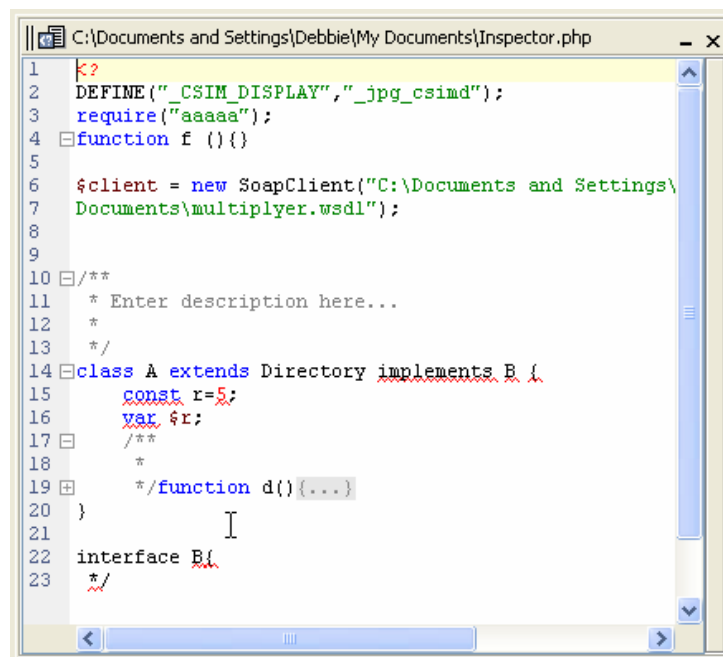 C:\Documents and Settings\Debbie\My Documents\Inspector.php
1 <?
2 DEFINE("_CSIM_DISPLAY","_jpg_csimd");
3 require("aaaaa");
4 function f (){}
5
6 $client = new SoapClient("C:\Documents and Settings\
7 Documents\multiplyer.wsdl");
8
9
10 /**
11  * Enter description here...
12  *
13  */
14 class A extends Directory implements B {
15     const r=5;
16     var $r;
17     /**
18      *
19      */function d(){...}
20 }
21
22 interface B{
23  */